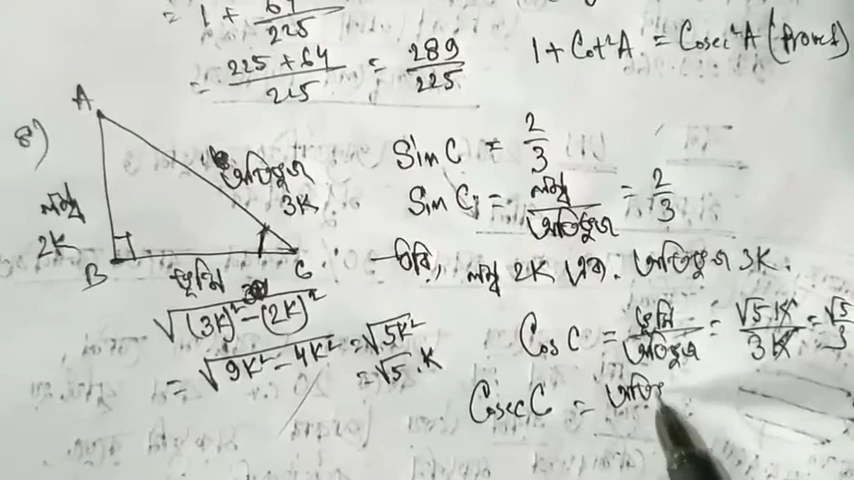 = 1 + 64/225
= 225 + 64/225 = 289/225
1 + Cot²A = Cosec²A (Proved)
8)
A
লম্ব
2K
B
ভূমি
C
অতিভুজ
3K
√(3K)² - (2K)²
= √9K² - 4K² = √5K²
= √5 . K
Sin C = 2/3
Sin C = লম্ব/অতিভুজ = 2/3
ধরি, লম্ব 2K এবং অতিভুজ 3K.
Cos C = ভূমি/অতিভুজ = √5.K/3K = √5/3
Cosec C = অতি